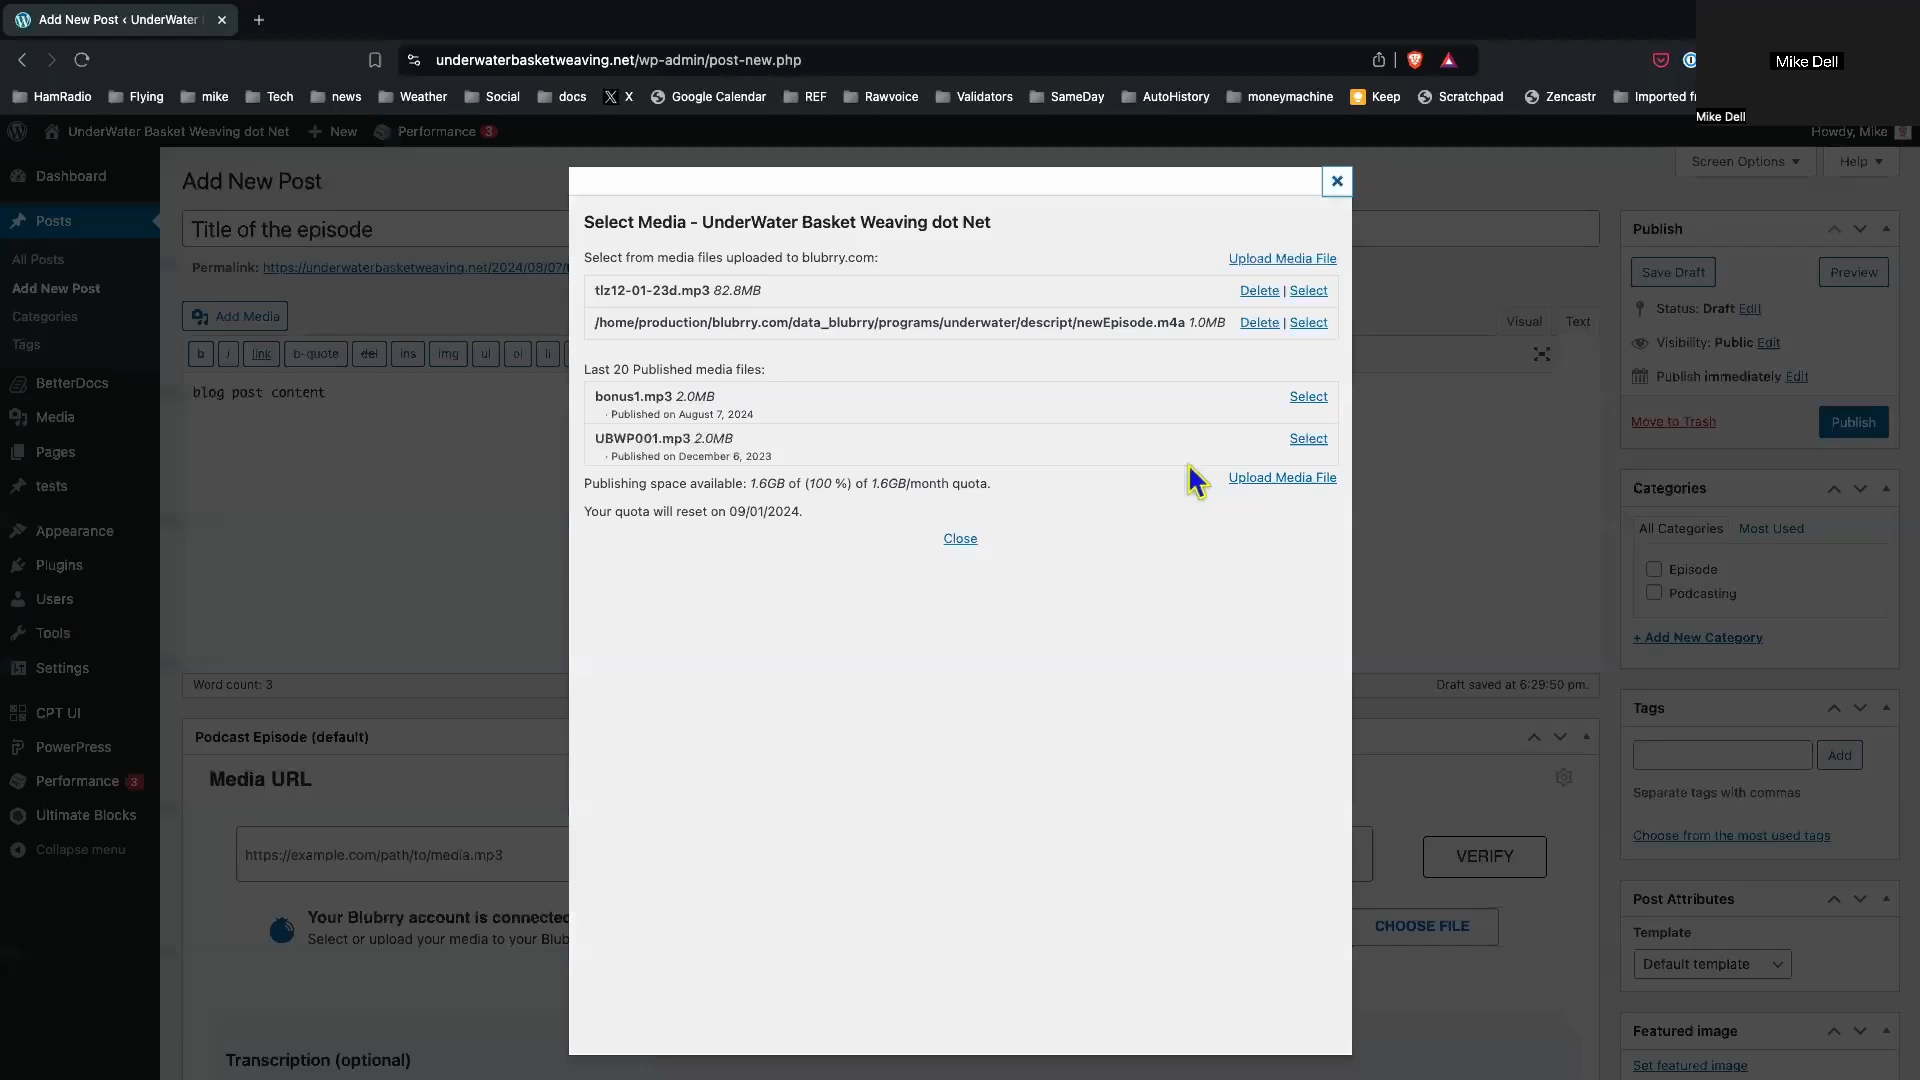 Add New Post ‹ UnderWater
underwaterbasketweaving.net/wp-admin/post-new.php
Mike Dell
HamRadio Flying mike Tech news Weather Social docs X Google Calendar REF Rawvoice Validators SameDay AutoHistory moneymachine Keep Scratchpad Zencastr Imported fr
Mike Dell
UnderWater Basket Weaving dot Net New Performance 3 Howdy, Mike
Screen Options Help
Dashboard
Posts
All Posts
Add New Post
Categories
Tags
BetterDocs
Media
Pages
tests
Appearance
Plugins
Users
Tools
Settings
CPT UI
PowerPress
Performance 3
Ultimate Blocks
Collapse menu
Add New Post
Title of the episode
Permalink: https://underwaterbasketweaving.net/2024/08/07/
Add Media
Visual Text
b i link b-quote del ins img ul ol li
blog post content
Word count: 3
Draft saved at 6:29:50 pm.
Podcast Episode (default)
Media URL
https://example.com/path/to/media.mp3
VERIFY
Your Blubrry account is connected
Select or upload your media to your Blub
CHOOSE FILE
Transcription (optional)
Select Media - UnderWater Basket Weaving dot Net
Select from media files uploaded to blubrry.com:
Upload Media File
tlz12-01-23d.mp3 82.8MB
Delete | Select
/home/production/blubrry.com/data_blubrry/programs/underwater/descript/newEpisode.m4a 1.0MB
Delete | Select
Last 20 Published media files:
bonus1.mp3 2.0MB
Select
· Published on August 7, 2024
UBWP001.mp3 2.0MB
Select
· Published on December 6, 2023
Publishing space available: 1.6GB of (100 %) of 1.6GB/month quota.
Upload Media File
Your quota will reset on 09/01/2024.
Close
Publish
Save Draft
Preview
Status: Draft Edit
Visibility: Public Edit
Publish immediately Edit
Move to Trash
Publish
Categories
All Categories Most Used
Episode
Podcasting
+ Add New Category
Tags
Add
Separate tags with commas
Choose from the most used tags
Post Attributes
Template
Default template
Featured image
Set featured image